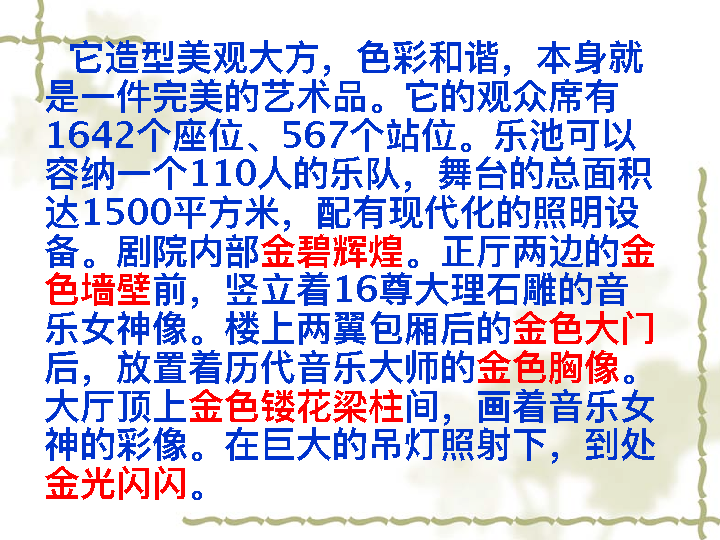 它造型美观大方，色彩和谐，本身就
是一件完美的艺术品。它的观众席有
1642个座位、567个站位。乐池可以
容纳一个110人的乐队，舞台的总面积
达1500平方米，配有现代化的照明设
备。剧院内部金碧辉煌。正厅两边的金
色墙壁前，竖立着16尊大理石雕的音
乐女神像。楼上两翼包厢后的金色大门
后，放置着历代音乐大师的金色胸像。
大厅顶上金色镂花梁柱间，画着音乐女
神的彩像。在巨大的吊灯照射下，到处
金光闪闪。